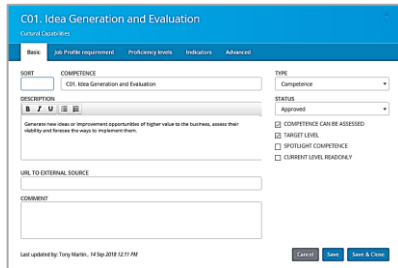 C01. Idea Generation and Evaluation
Cultural Capabilities
Basic Job Profile requirement Proficiency levels Indicators Advanced
SORT COMPETENCE TYPE
C01. Idea Generation and Evaluation Competence
DESCRIPTION STATUS
B I U Approved
Generate new ideas or improvement opportunities of higher value to the business, assess their
viability and foresee the ways to implement them.
COMPETENCE CAN BE ASSESSED
TARGET LEVEL
SPOTLIGHT COMPETENCE
CURRENT LEVEL READONLY
URL TO EXTERNAL SOURCE
COMMENT
Last updated by: Tony Martin, 14 Sep 2018 12:11 PM
Cancel Save Save & Close